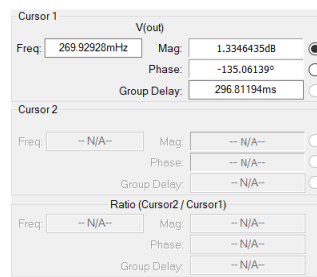 Cursor 1
V(out)
Freq: 269.92928mHz Mag: 1.3346435dB
Phase: -135.06139°
Group Delay: 296.81194ms
Cursor 2
Freq: -- N/A-- Mag: -- N/A--
Phase: -- N/A--
Group Delay: -- N/A--
Ratio (Cursor2 / Cursor1)
Freq: -- N/A-- Mag: -- N/A--
Phase: -- N/A--
Group Delay: -- N/A--